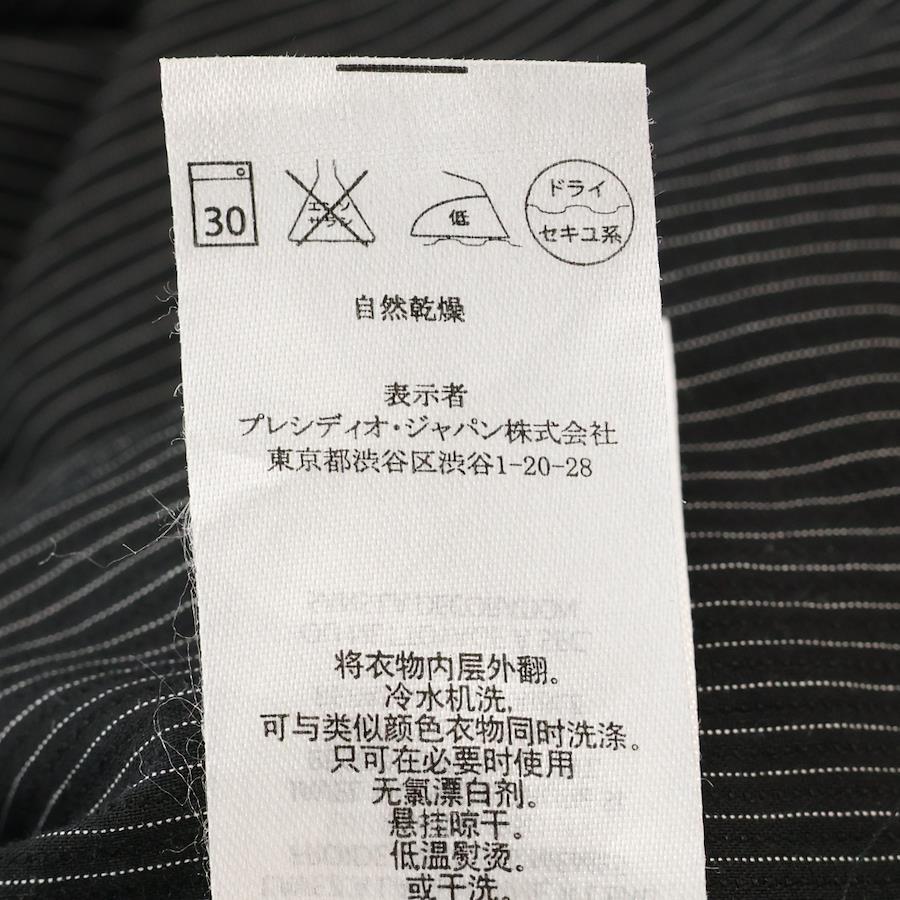 30
エンソ
サラシ
低
ドライ
セキユ系
自然乾燥
表示者
プレシディオ・ジャパン株式会社
東京都渋谷区渋谷1-20-28
将衣物内层外翻。
冷水机洗,
可与类似颜色衣物同时洗涤。
只可在必要时使用
无氯漂白剂。
悬挂晾干。
低温熨烫。
或干洗。